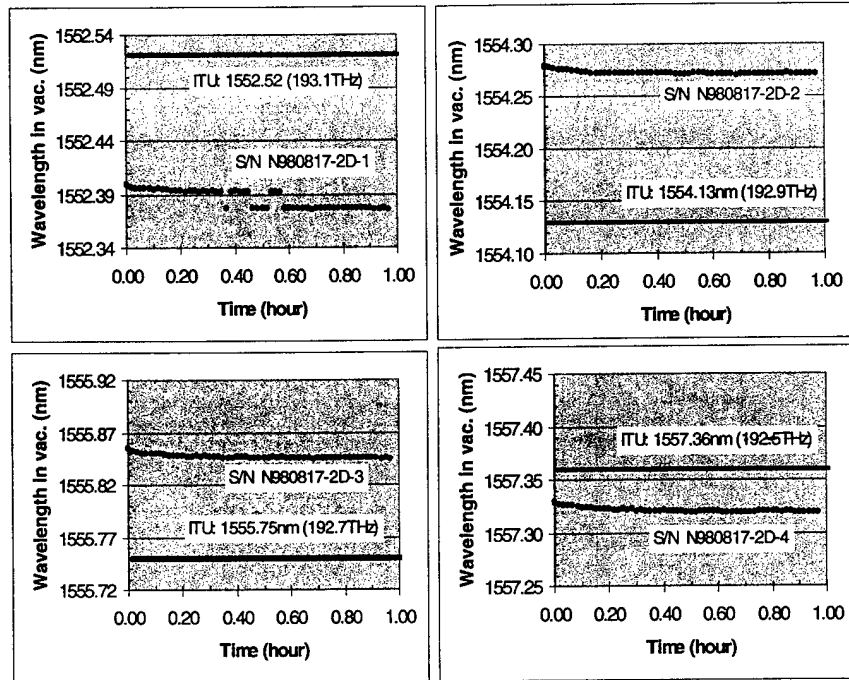 Wavelength in vac. (nm)
1552.54
1552.49
1552.44
1552.39
1552.34
ITU: 1552.52 (193.1THz)
S/N N980817-2D-1
0.00 0.20 0.40 0.60 0.80 1.00
Time (hour)
Wavelength in vac. (nm)
1554.30
1554.25
1554.20
1554.15
1554.10
S/N N980817-2D-2
ITU: 1554.13nm (192.9THz)
0.00 0.20 0.40 0.60 0.80 1.00
Time (hour)
Wavelength in vac. (nm)
1555.92
1555.87
1555.82
1555.77
1555.72
S/N N980817-2D-3
ITU: 1555.75nm (192.7THz)
0.00 0.20 0.40 0.60 0.80 1.00
Time (hour)
Wavelength in vac. (nm)
1557.45
1557.40
1557.35
1557.30
1557.25
ITU: 1557.36nm (192.5THz)
S/N N980817-2D-4
0.00 0.20 0.40 0.60 0.80 1.00
Time (hour)